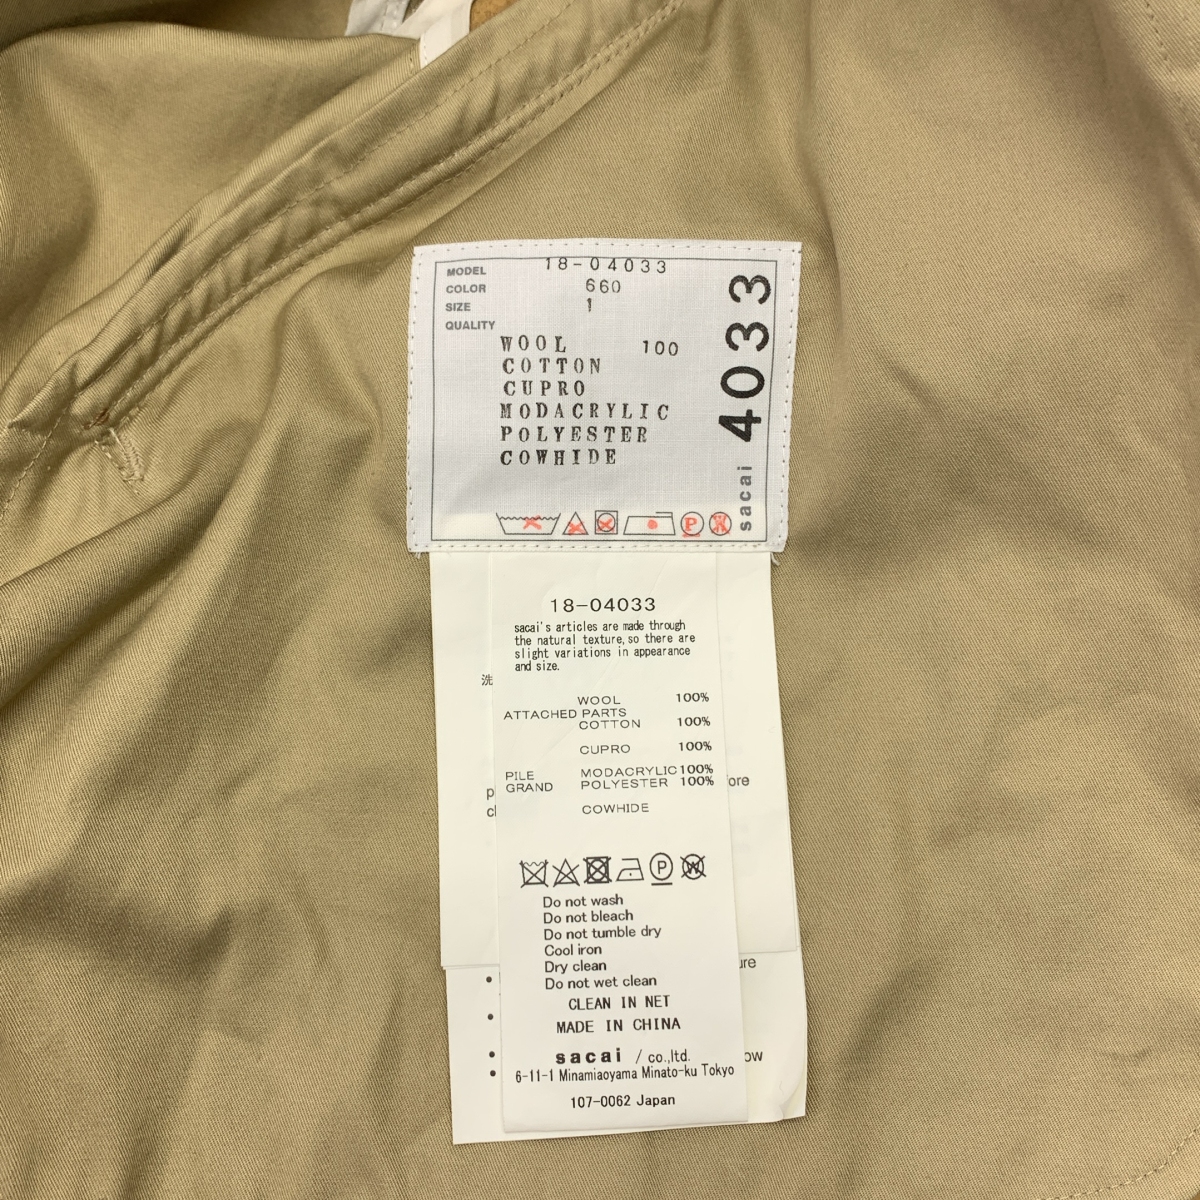 MODEL 18-04033
COLOR 660
SIZE 1
QUALITY
WOOL 100
COTTON
CUPRO
MODACRYLIC
POLYESTER
COWHIDE
sacai 4033
P
18-04033
sacai's articles are made through
the natural texture, so there are
slight variations in appearance
and size.
洗
WOOL 100%
ATTACHED PARTS
COTTON 100%
CUPRO 100%
PILE MODACRYLIC 100%
GRAND POLYESTER 100%
COWHIDE
P W
Do not wash
Do not bleach
Do not tumble dry
Cool iron
Dry clean
Do not wet clean
CLEAN IN NET
MADE IN CHINA
sacai / co.,ltd.
6-11-1 Minamiaoyama Minato-ku Tokyo
107-0062 Japan